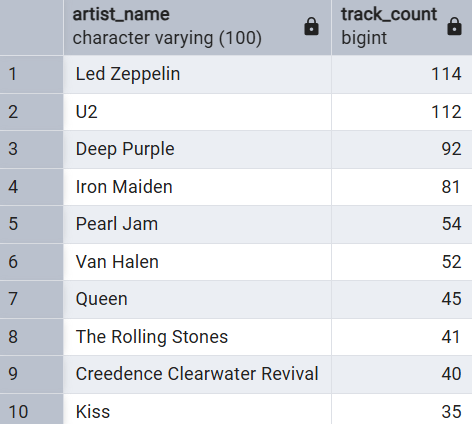 artist_name track_count
character varying (100) bigint
1 Led Zeppelin 114
2 U2 112
3 Deep Purple 92
4 Iron Maiden 81
5 Pearl Jam 54
6 Van Halen 52
7 Queen 45
8 The Rolling Stones 41
9 Creedence Clearwater Revival 40
10 Kiss 35